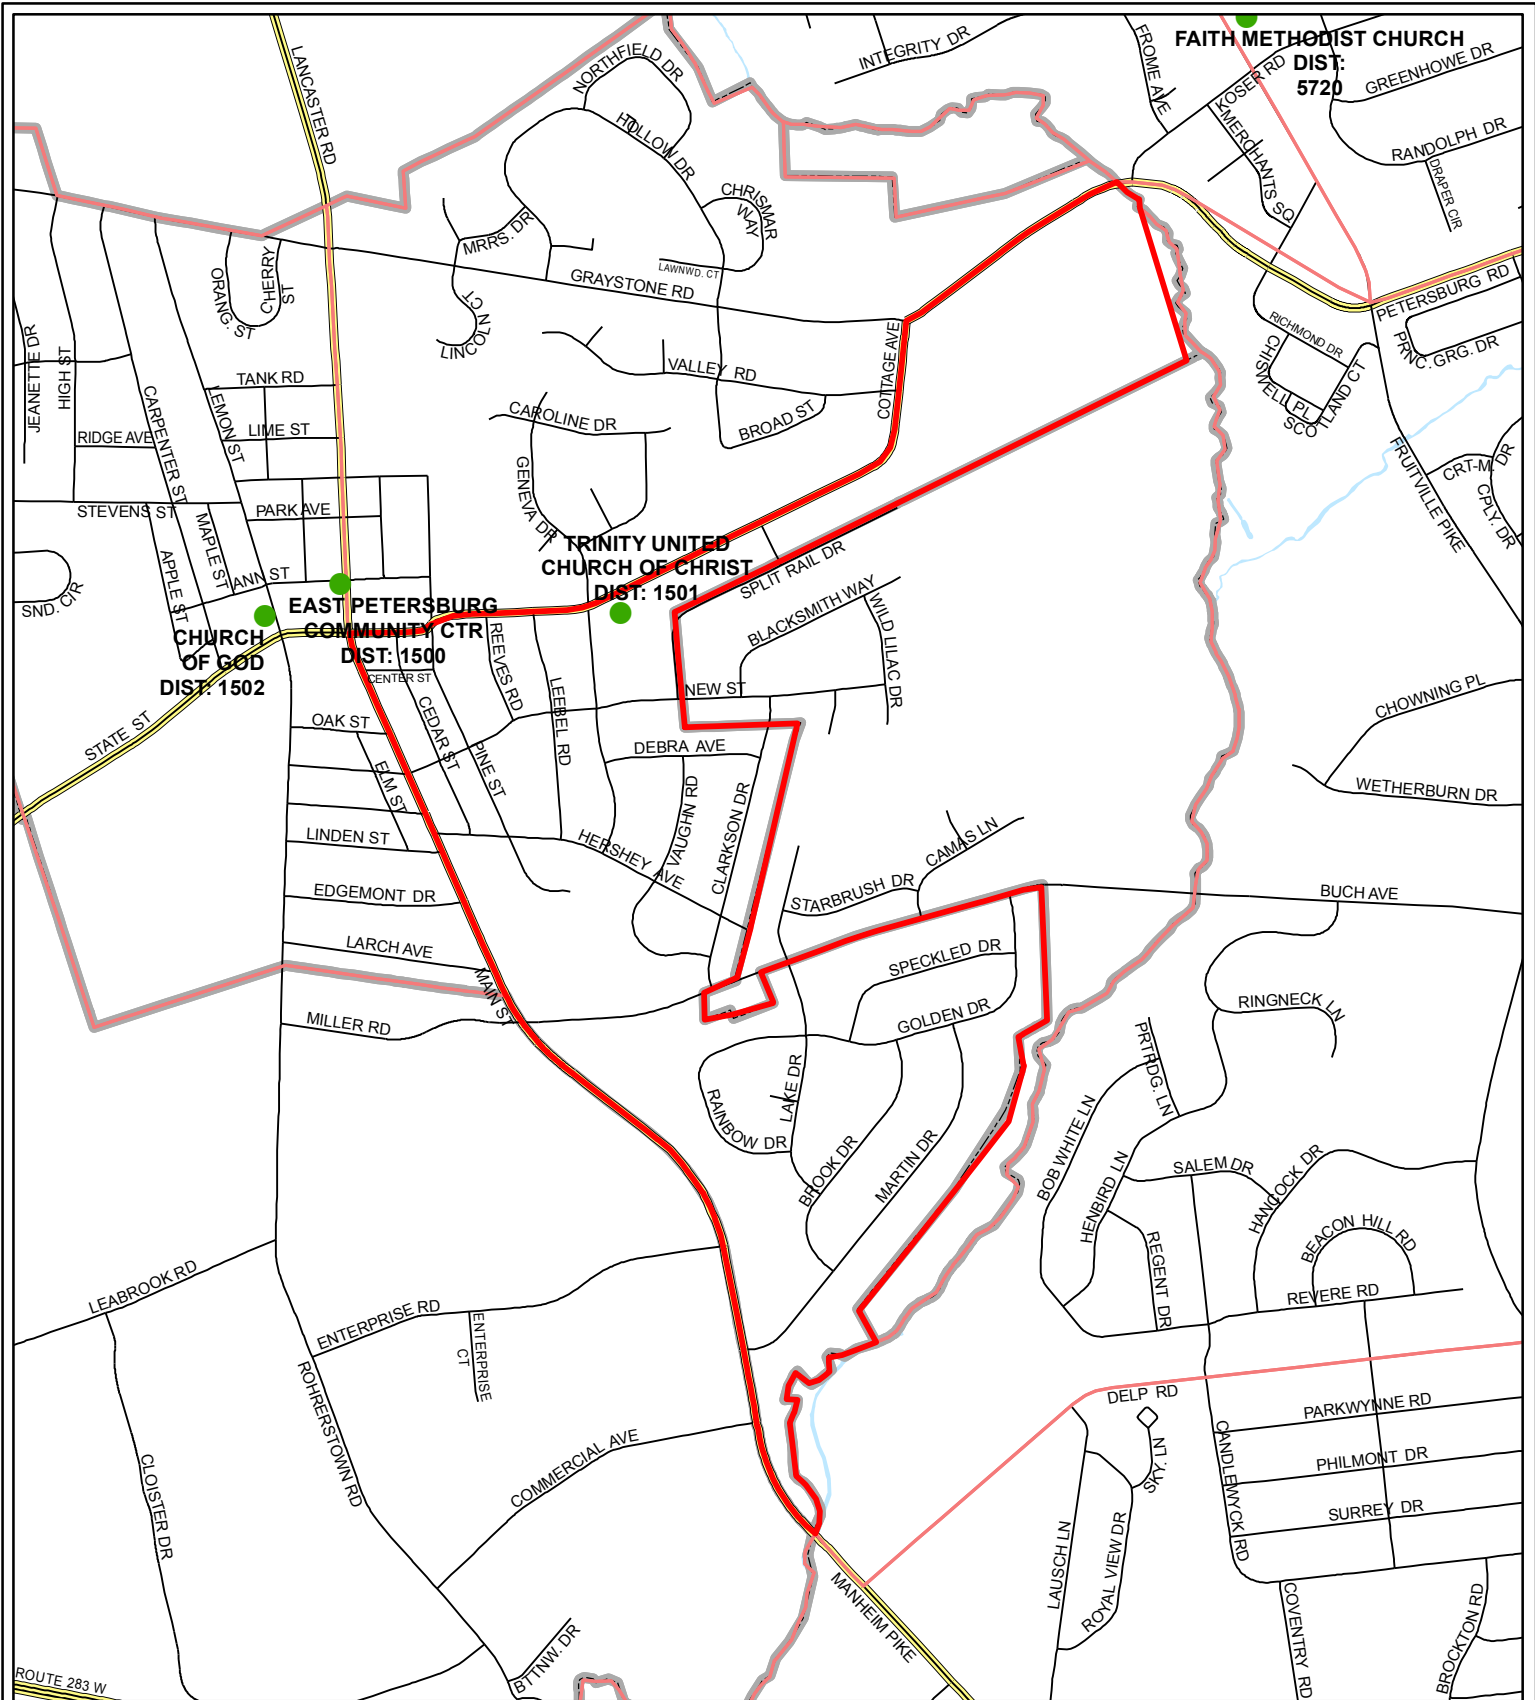 FAITH METHODIST CHURCH
DIST:
5720
LANCASTER RD
NORTHFIELD DR
INTEGRITY DR
FROME AVE
KOSER RD
GREENHOWE DR
HOLLOW DR
KMERCHANTS SQ
RANDOLPH DR
DRAPER CIR
CHRISMAR
WAY
MRRS. DR
LAWNWD. CT
GRAYSTONE RD
ORANG. ST
CHERRY
ST
LINCOLN CT
PETERSBURG RD
RICHMOND DR
PRNC. GRG. DR
JEANETTE DR
HIGH ST
CARPENTER ST
LEMON ST
TANK RD
VALLEY RD
COTTAGE AVE
CHISWELL PL
SCOTLAND CT
LIME ST
CAROLINE DR
BROAD ST
RIDGE AVE
GENEVA DR
FRUITVILLE PIKE
CRT-M. DR
CPLY. DR
STEVENS ST
PARK AVE
MAPLE ST
APPLE ST
ANN ST
SND. CIR
TRINITY UNITED
CHURCH OF CHRIST
DIST: 1501
SPLIT RAIL DR
BLACKSMITH WAY
WILD LILAC DR
EAST PETERSBURG
COMMUNITY CTR
DIST: 1500
CHURCH
OF GOD
DIST: 1502
CENTER ST
REEVES RD
LEEBEL RD
NEW ST
STATE ST
OAK ST
CEDAR ST
PINE ST
DEBRA AVE
CHOWNING PL
ELM ST
VAUGHN RD
CLARKSON DR
WETHERBURN DR
LINDEN ST
HERSHEY AVE
CAMAS LN
STARBRUSH DR
EDGEMONT DR
BUCH AVE
LARCH AVE
MAIN ST
SPECKLED DR
MILLER RD
GOLDEN DR
RINGNECK LN
PRTRDG. LN
LAKE DR
RAINBOW DR
BROOK DR
MARTIN DR
BOB WHITE LN
HENBIRD LN
SALEM DR
HANCOCK DR
REGENT DR
BEACON HILL RD
LEABROOK RD
REVERE RD
ENTERPRISE RD
ENTERPRISE
CT
ROHRERSTOWN RD
DELP RD
PARKWYNNE RD
SKY. LN
CANDLEWYCK RD
PHILMONT DR
CLOISTER DR
COMMERCIAL AVE
SURREY DR
LAUSCH LN
ROYAL VIEW DR
MANHEIM PIKE
COVENTRY RD
BROCKTON RD
BTTNW. DR
ROUTE 283 W